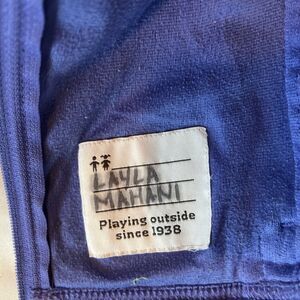 LAYLA
MAHANI
Playing outside
since 1938